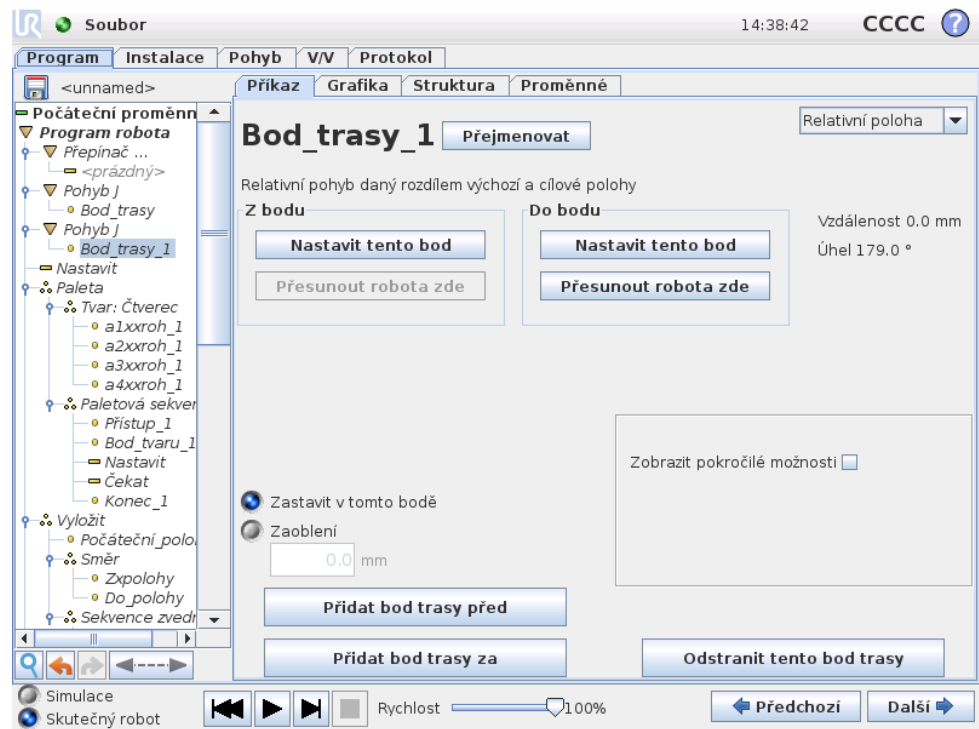 UR Soubor 14:38:42 CCCC ?
Program Instalace Pohyb V/V Protokol
<unnamed>
Příkaz Grafika Struktura Proměnné
Počáteční proměnn
Program robota
Přepínač ...
<prázdný>
Pohyb J
Bod_trasy
Pohyb J
Bod_trasy_1
Nastavit
Paleta
Tvar: Čtverec
a1xxroh_1
a2xxroh_1
a3xxroh_1
a4xxroh_1
Paletová sekver
Přístup_1
Bod_tvaru_1
Nastavit
Čekat
Konec_1
Vyložit
Počáteční_polo
Směr
Zxpolohy
Do_polohy
Sekvence zvedr
Bod_trasy_1 Přejmenovat
Relativní poloha
Relativní pohyb daný rozdílem výchozí a cílové polohy
Z bodu
Nastavit tento bod
Přesunout robota zde
Do bodu
Nastavit tento bod
Přesunout robota zde
Vzdálenost 0.0 mm
Úhel 179.0 °
Zobrazit pokročilé možnosti
Zastavit v tomto bodě
Zaoblení
0.0 mm
Přidat bod trasy před
Přidat bod trasy za
Odstranit tento bod trasy
Simulace
Skutečný robot
Rychlost 100%
Předchozí
Další